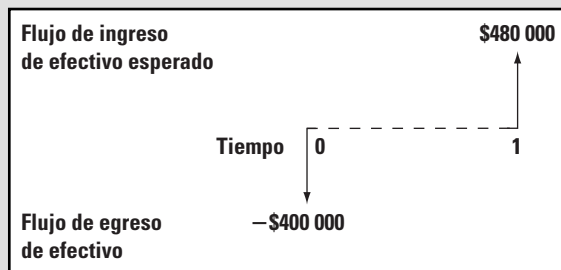 Flujo de ingreso
de efectivo esperado
$480 000
Tiempo 0 1
Flujo de egreso
de efectivo
−$400 000